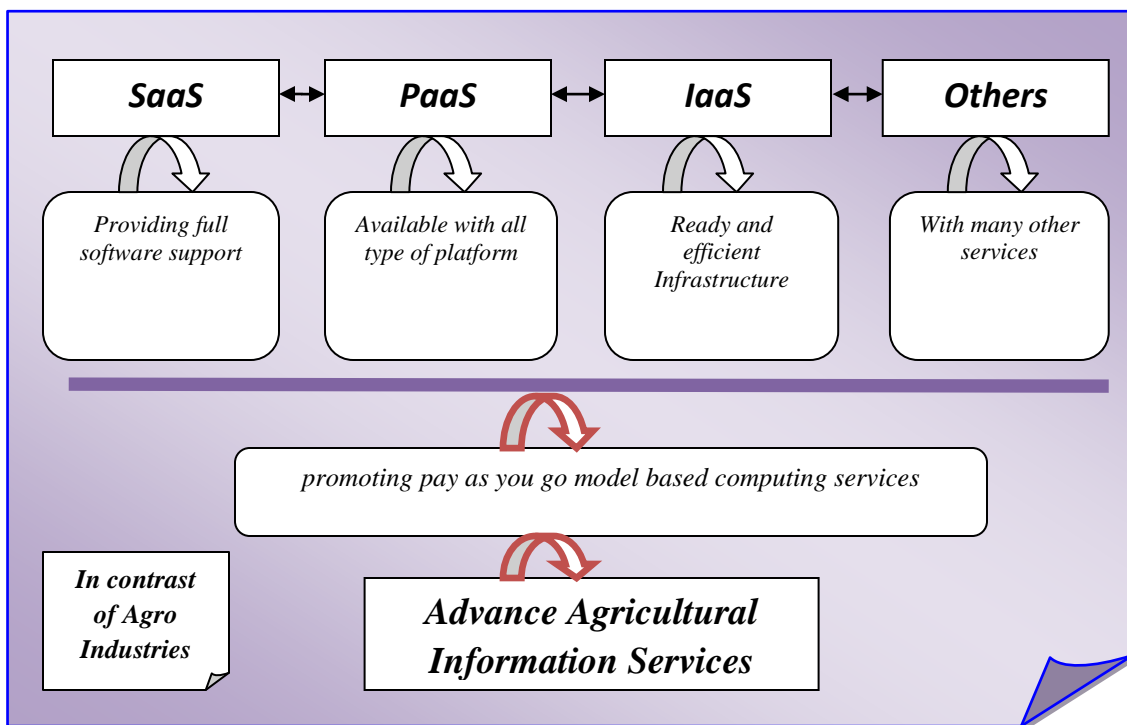 SaaS
PaaS
IaaS
Others
Providing full
software support
Available with all
type of platform
Ready and
efficient
Infrastructure
With many other
services
promoting pay as you go model based computing services
In contrast
of Agro
Industries
Advance Agricultural
Information Services